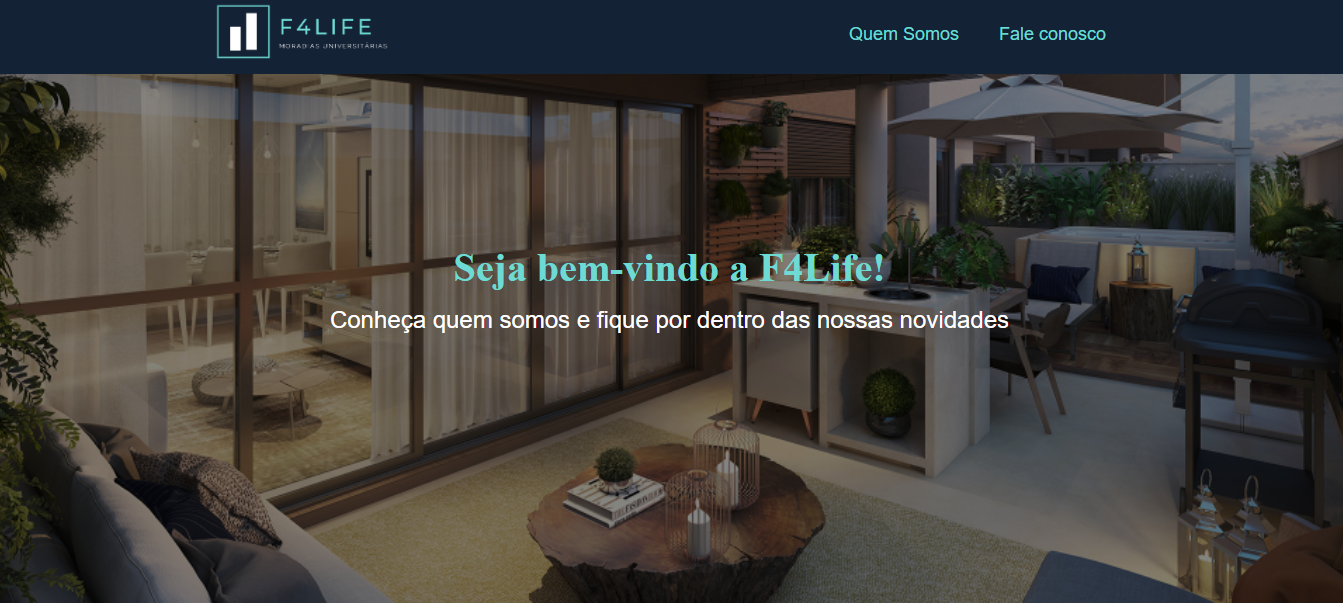 F4LIFE
MORADIAS UNIVERSITÁRIAS
Quem Somos
Fale conosco
Seja bem-vindo a F4Life!
Conheça quem somos e fique por dentro das nossas novidades